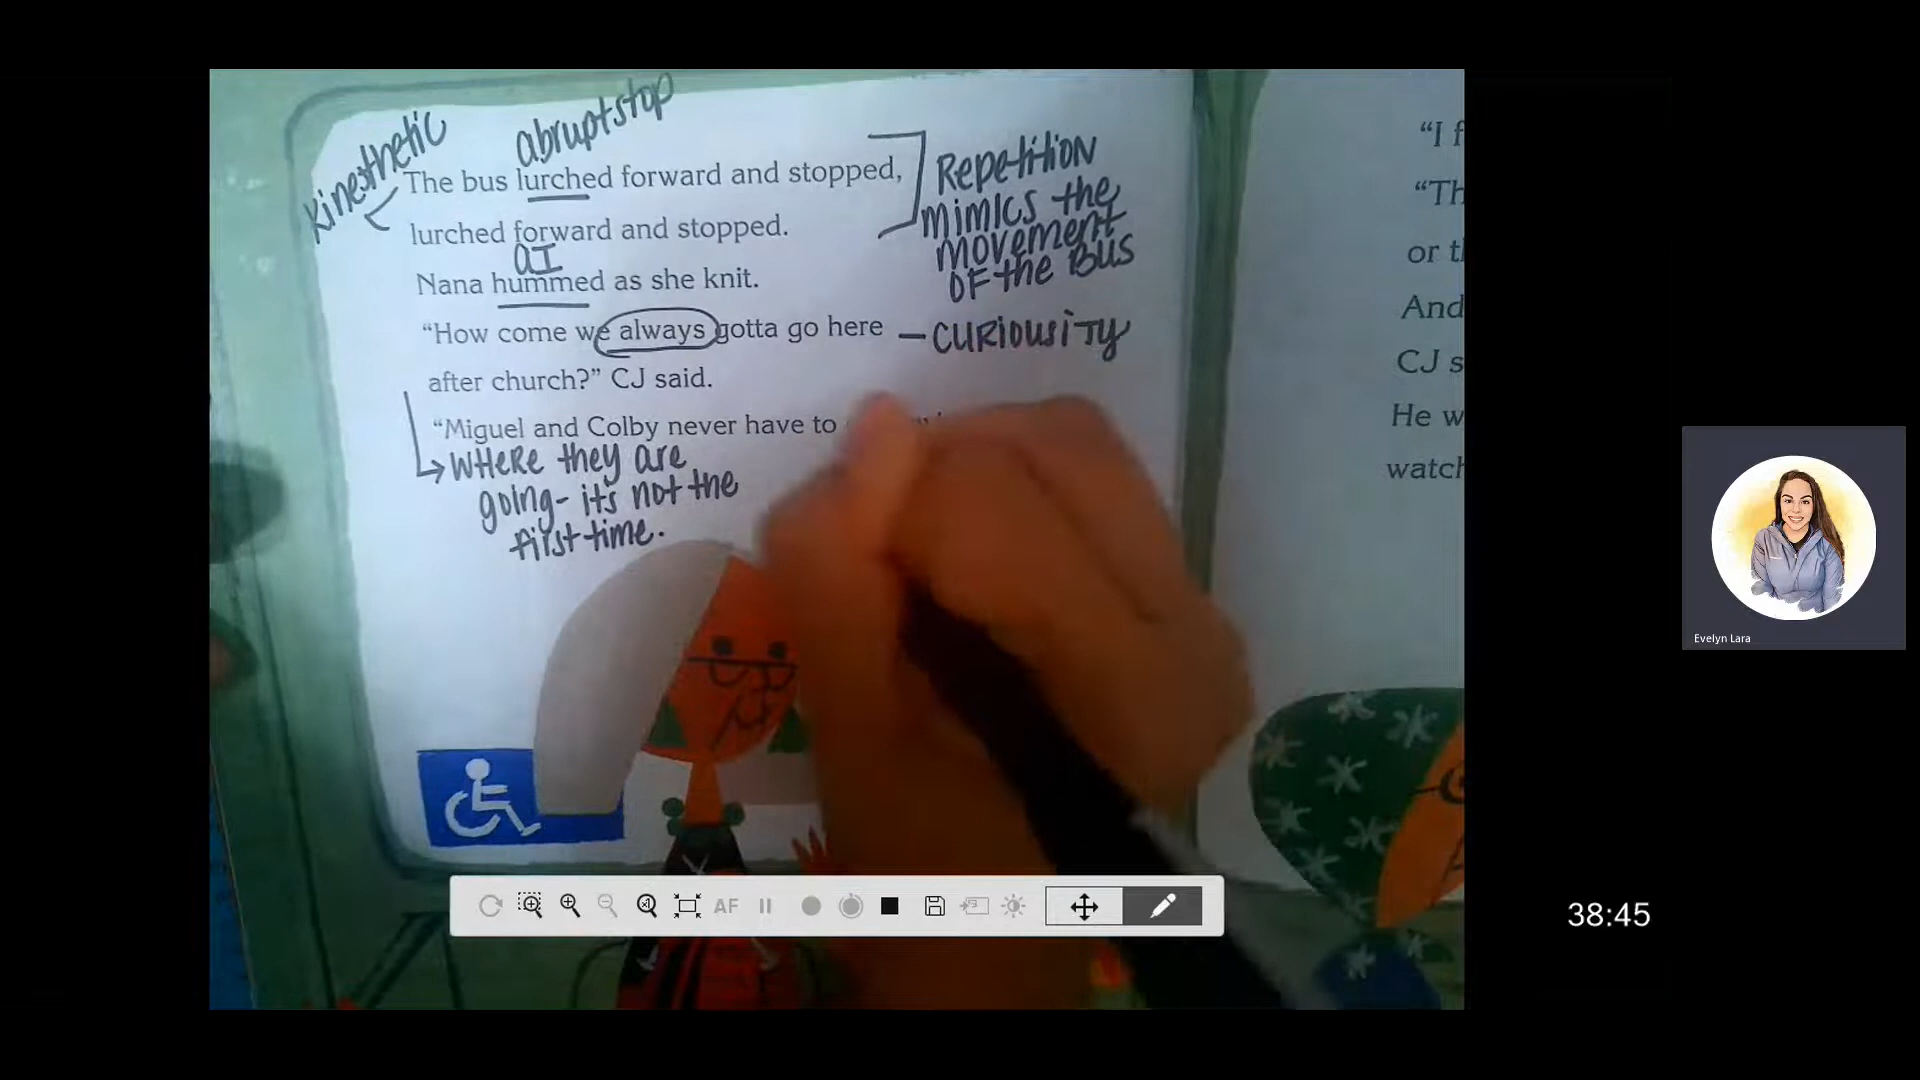 Kinesthetic
abrupt stop
The bus lurched forward and stopped,
lurched forward and stopped.
Repetition
mimics the
movement
of the Bus
aI
Nana hummed as she knit.
“How come we always gotta go here
— curiousity
after church?” CJ said.
“Miguel and Colby never have to
→ where they are
going- its not the
first time.
“I f
“Th
or th
And
CJ s
He w
watch
AF
Evelyn Lara
38:45